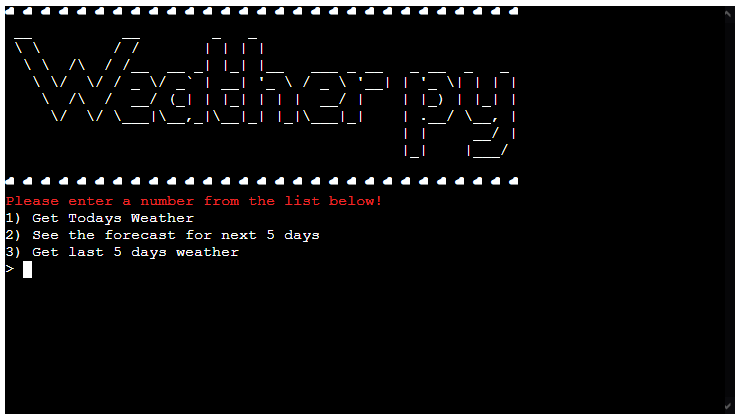 Weather py
Please enter a number from the list below!
1) Get Todays Weather
2) See the forecast for next 5 days
3) Get last 5 days weather
>